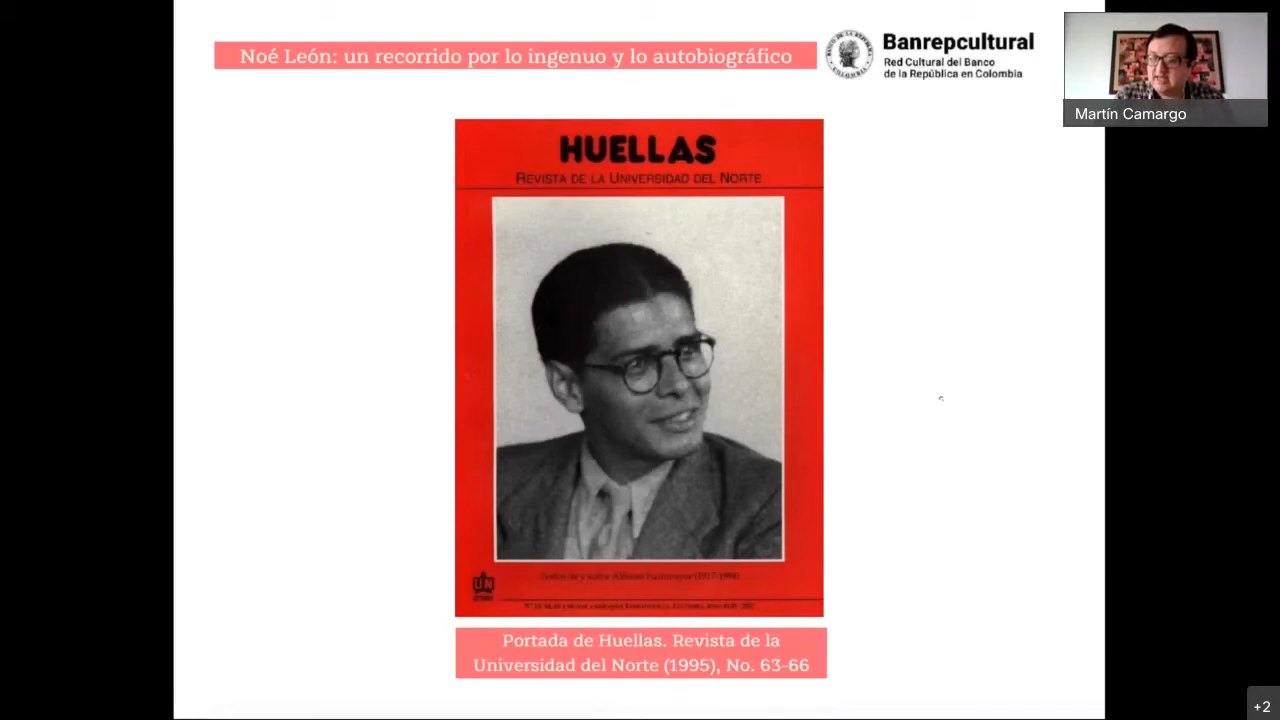 Noé León: un recorrido por lo ingenuo y lo autobiográfico
Banrepcultural
Red Cultural del Banco
de la República en Colombia
Martín Camargo
HUELLAS
REVISTA DE LA UNIVERSIDAD DEL NORTE
UN
Portada de Huellas. Revista de la
Universidad del Norte (1995), No. 63-66
+2